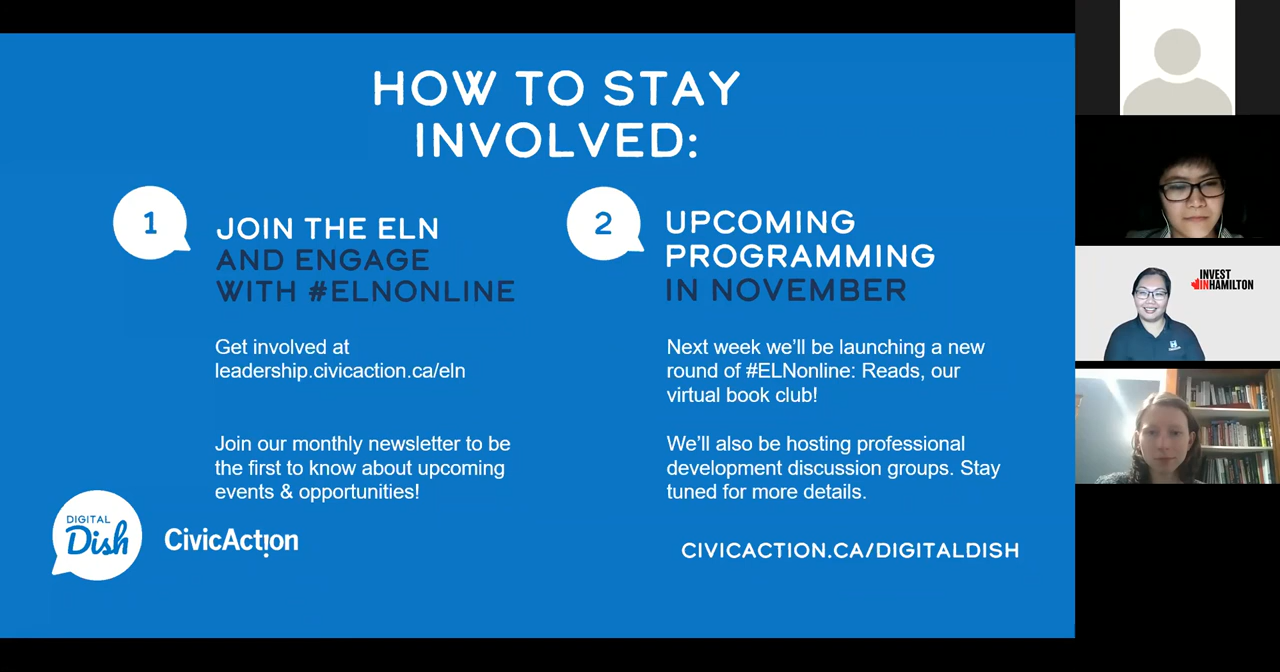 HOW TO STAY
INVOLVED:
1
JOIN THE ELN
AND ENGAGE
WITH #ELNONLINE
Get involved at
leadership.civicaction.ca/eln
Join our monthly newsletter to be
the first to know about upcoming
events & opportunities!
2
UPCOMING
PROGRAMMING
IN NOVEMBER
Next week we’ll be launching a new
round of #ELNonline: Reads, our
virtual book club!
We’ll also be hosting professional
development discussion groups. Stay
tuned for more details.
DIGITAL
Dish
CivicAction
CIVICACTION.CA/DIGITALDISH
INVEST
INHAMILTON